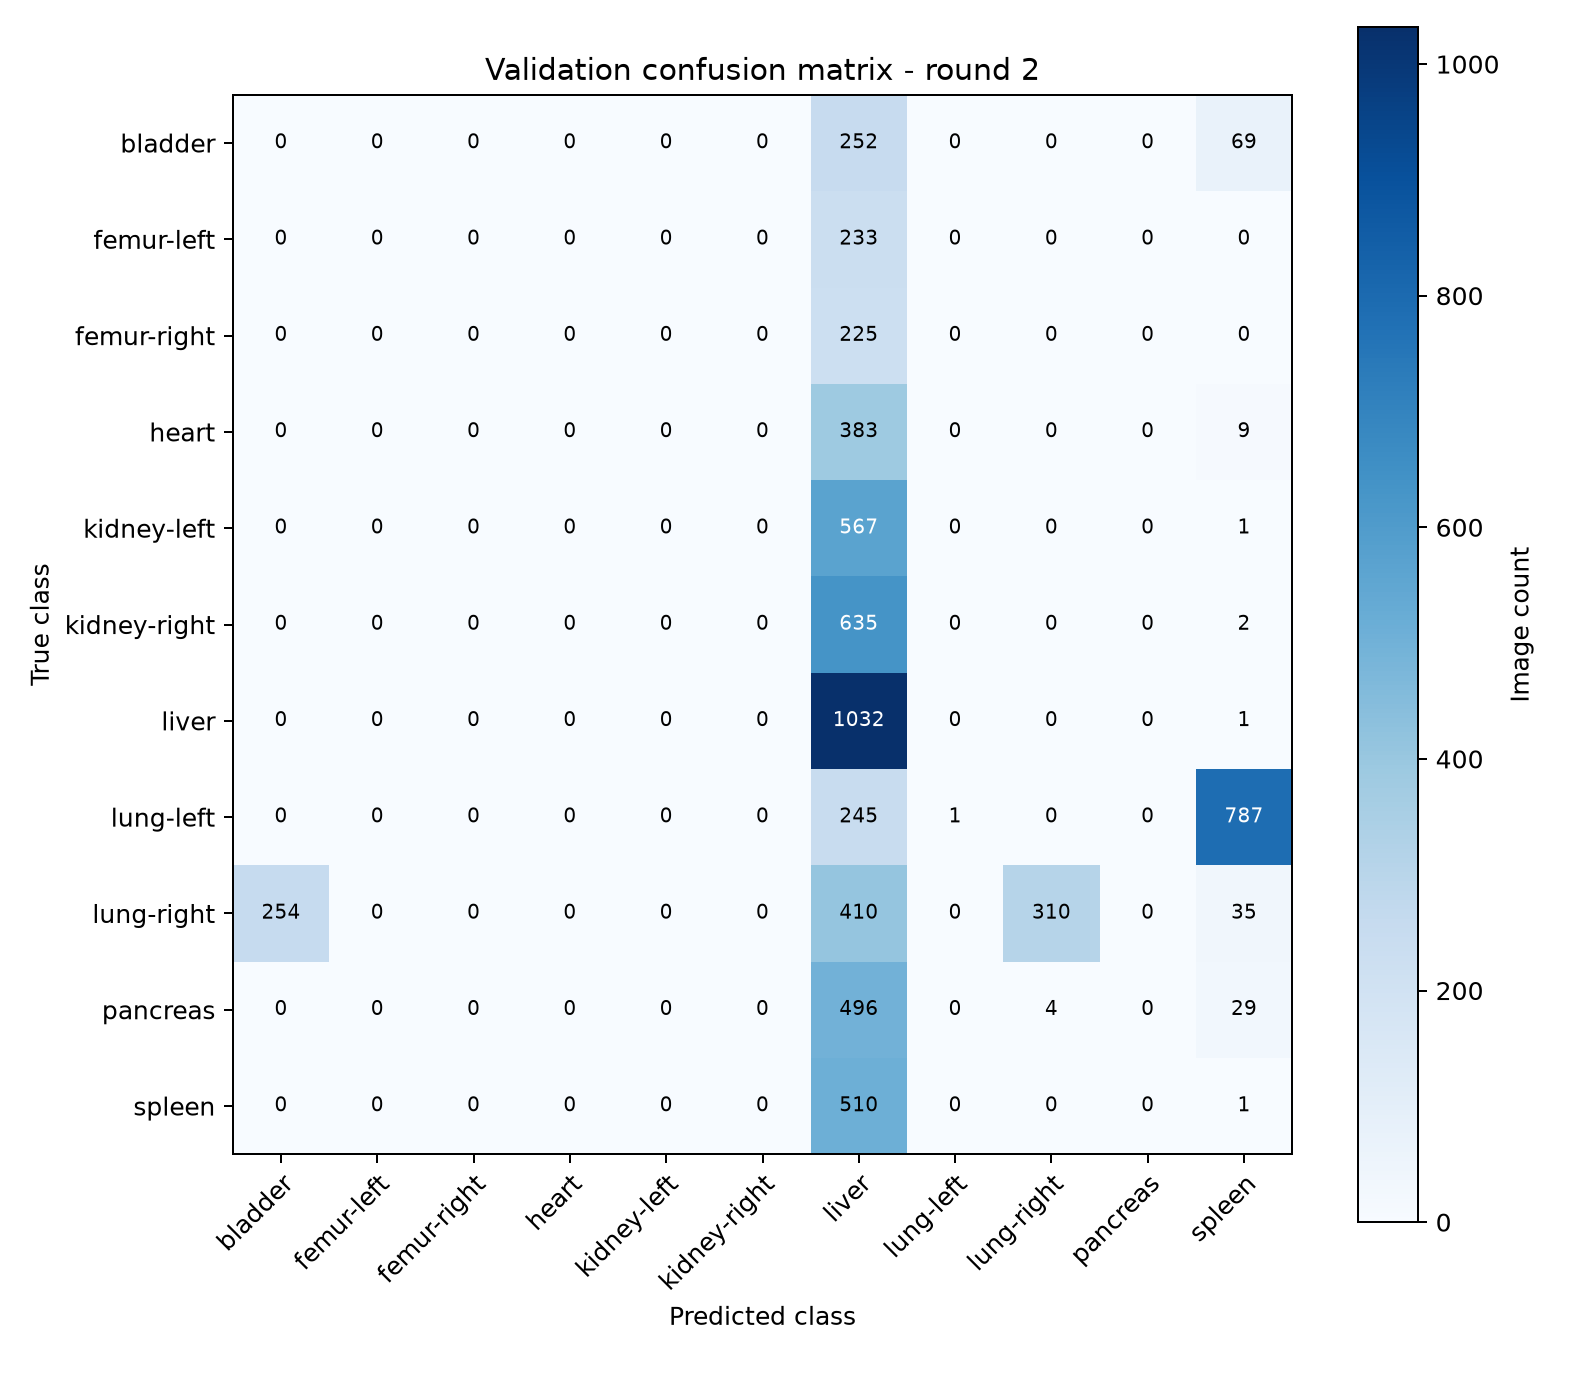 Validation confusion matrix - round 2
bladder 0 0 0 0 0 0 252 0 0 0 69
femur-left 0 0 0 0 0 0 233 0 0 0 0
femur-right 0 0 0 0 0 0 225 0 0 0 0
heart 0 0 0 0 0 0 383 0 0 0 9
kidney-left 0 0 0 0 0 0 567 0 0 0 1
kidney-right 0 0 0 0 0 0 635 0 0 0 2
liver 0 0 0 0 0 0 1032 0 0 0 1
lung-left 0 0 0 0 0 0 245 1 0 0 787
lung-right 254 0 0 0 0 0 410 0 310 0 35
pancreas 0 0 0 0 0 0 496 0 4 0 29
spleen 0 0 0 0 0 0 510 0 0 0 1
bladder femur-left femur-right heart kidney-left kidney-right liver lung-left lung-right pancreas spleen
Predicted class
True class
1000
800
600
400
200
0
Image count